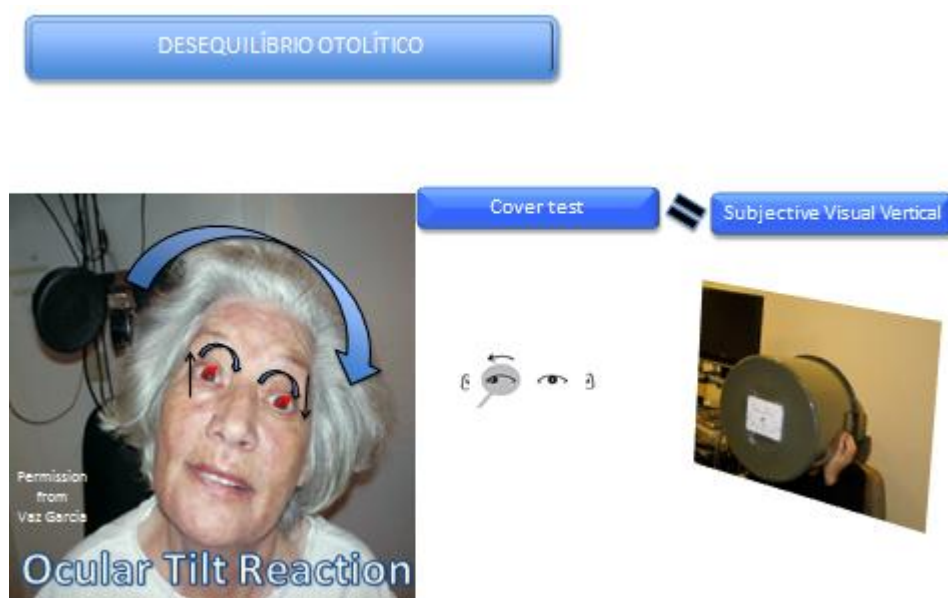 DESEQUILÍBRIO OTOLÍTICO
Cover test
Subjective Visual Vertical
Permission
from
Vaz Garcia
Ocular Tilt Reaction